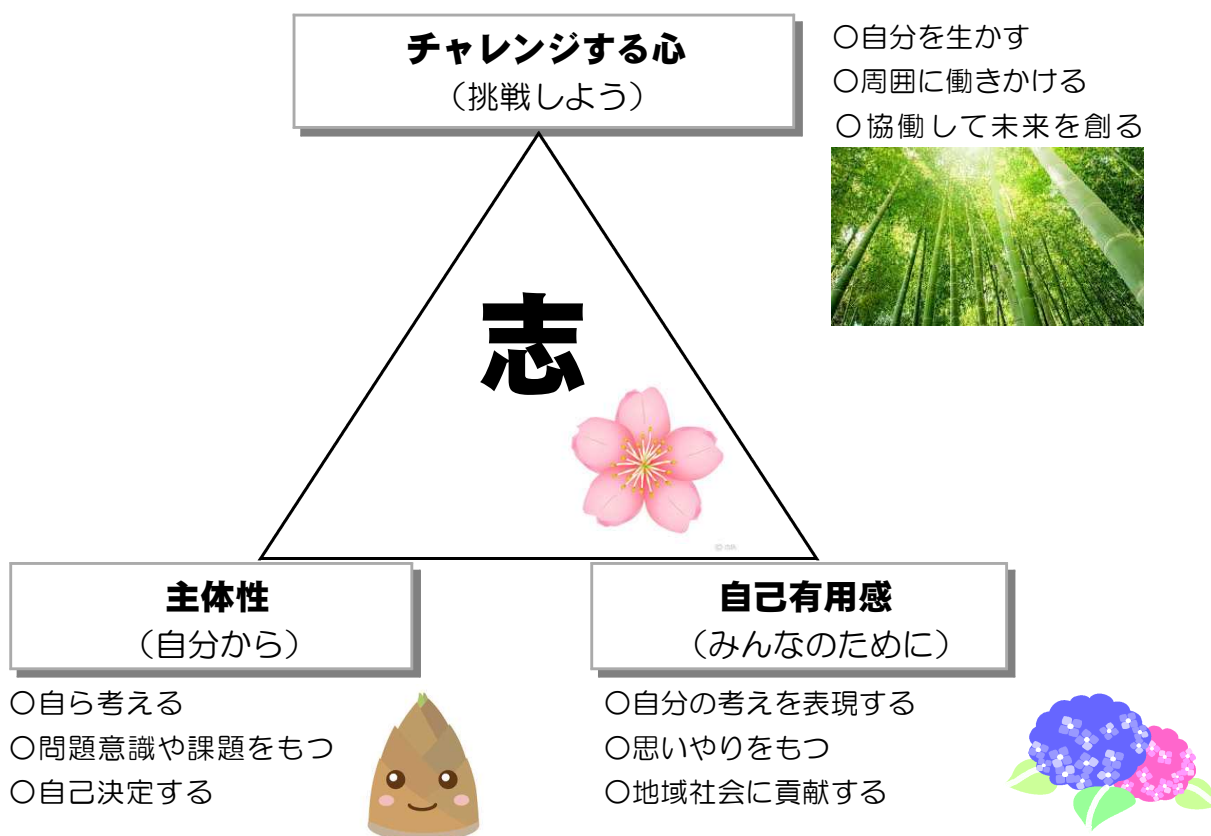 チャレンジする心
（挑戦しよう）
○自分を生かす
○周囲に働きかける
○協働して未来を創る
志
主体性
（自分から）
○自ら考える
○問題意識や課題をもつ
○自己決定する
自己有用感
（みんなのために）
○自分の考えを表現する
○思いやりをもつ
○地域社会に貢献する